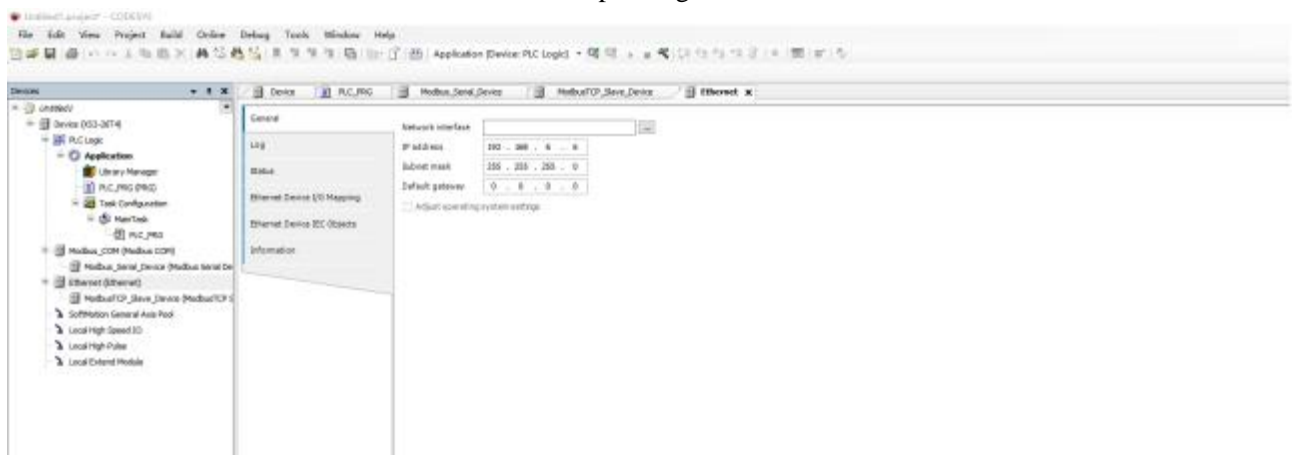 Untitled1.project* - CODESYS
File Edit View Project Build Online Debug Tools Window Help
Application [Device: PLC Logic]
Devices
Device
PLC_PRG
Modbus_Serial_Device
ModbusTCP_Slave_Device
Ethernet
Untitled1
Device (XS3-26T4)
PLC Logic
Application
Library Manager
PLC_PRG (PRG)
Task Configuration
MainTask
PLC_PRG
Modbus_COM (Modbus COM)
Modbus_Serial_Device (Modbus Serial De
Ethernet (Ethernet)
ModbusTCP_Slave_Device (ModbusTCP S
SoftMotion General Axis Pool
Local High Speed IO
Local High Pulse
Local Extend Module
General
Log
Status
Ethernet Device I/O Mapping
Ethernet Device IEC Objects
Information
Network interface
...
IP address 192 . 168 . 6 . 6
Subnet mask 255 . 255 . 255 . 0
Default gateway 0 . 0 . 0 . 0
Adjust operating system settings